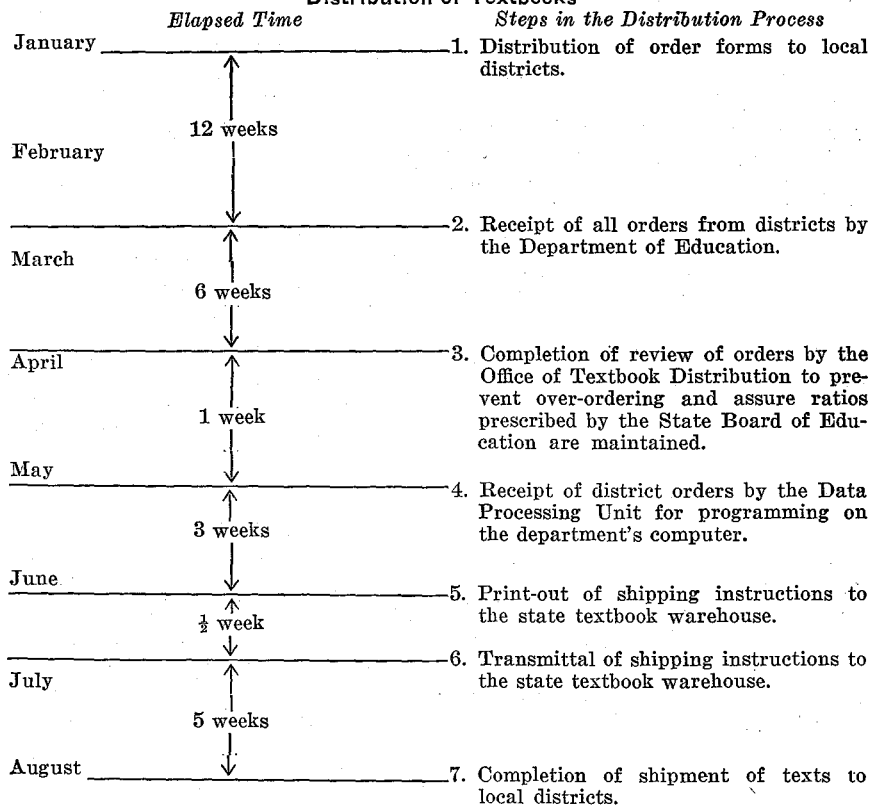 Distribution of Textbooks
Elapsed Time Steps in the Distribution Process
January 1. Distribution of order forms to local
districts.
12 weeks
February
2. Receipt of all orders from districts by
the Department of Education.
March
6 weeks
3. Completion of review of orders by the
April
Office of Textbook Distribution to pre-
vent over-ordering and assure ratios
1 week
prescribed by the State Board of Edu-
cation are maintained.
May
4. Receipt of district orders by the Data
Processing Unit for programming on
3 weeks
the department's computer.
June
5. Print-out of shipping instructions to
the state textbook warehouse.
½ week
6. Transmittal of shipping instructions to
July
the state textbook warehouse.
5 weeks
August 7. Completion of shipment of texts to
local districts.